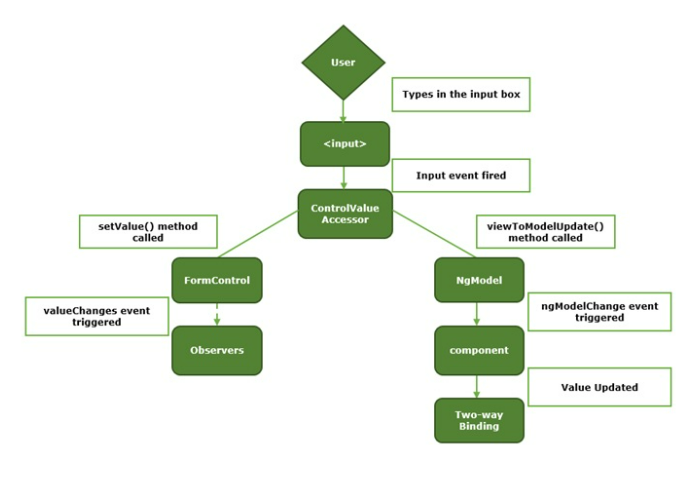 User
Types in the input box
<input>
Input event fired
ControlValue
Accessor
setValue() method
called
viewToModelUpdate()
method called
FormControl
NgModel
valueChanges event
triggered
ngModelChange event
triggered
Observers
component
Value Updated
Two-way
Binding